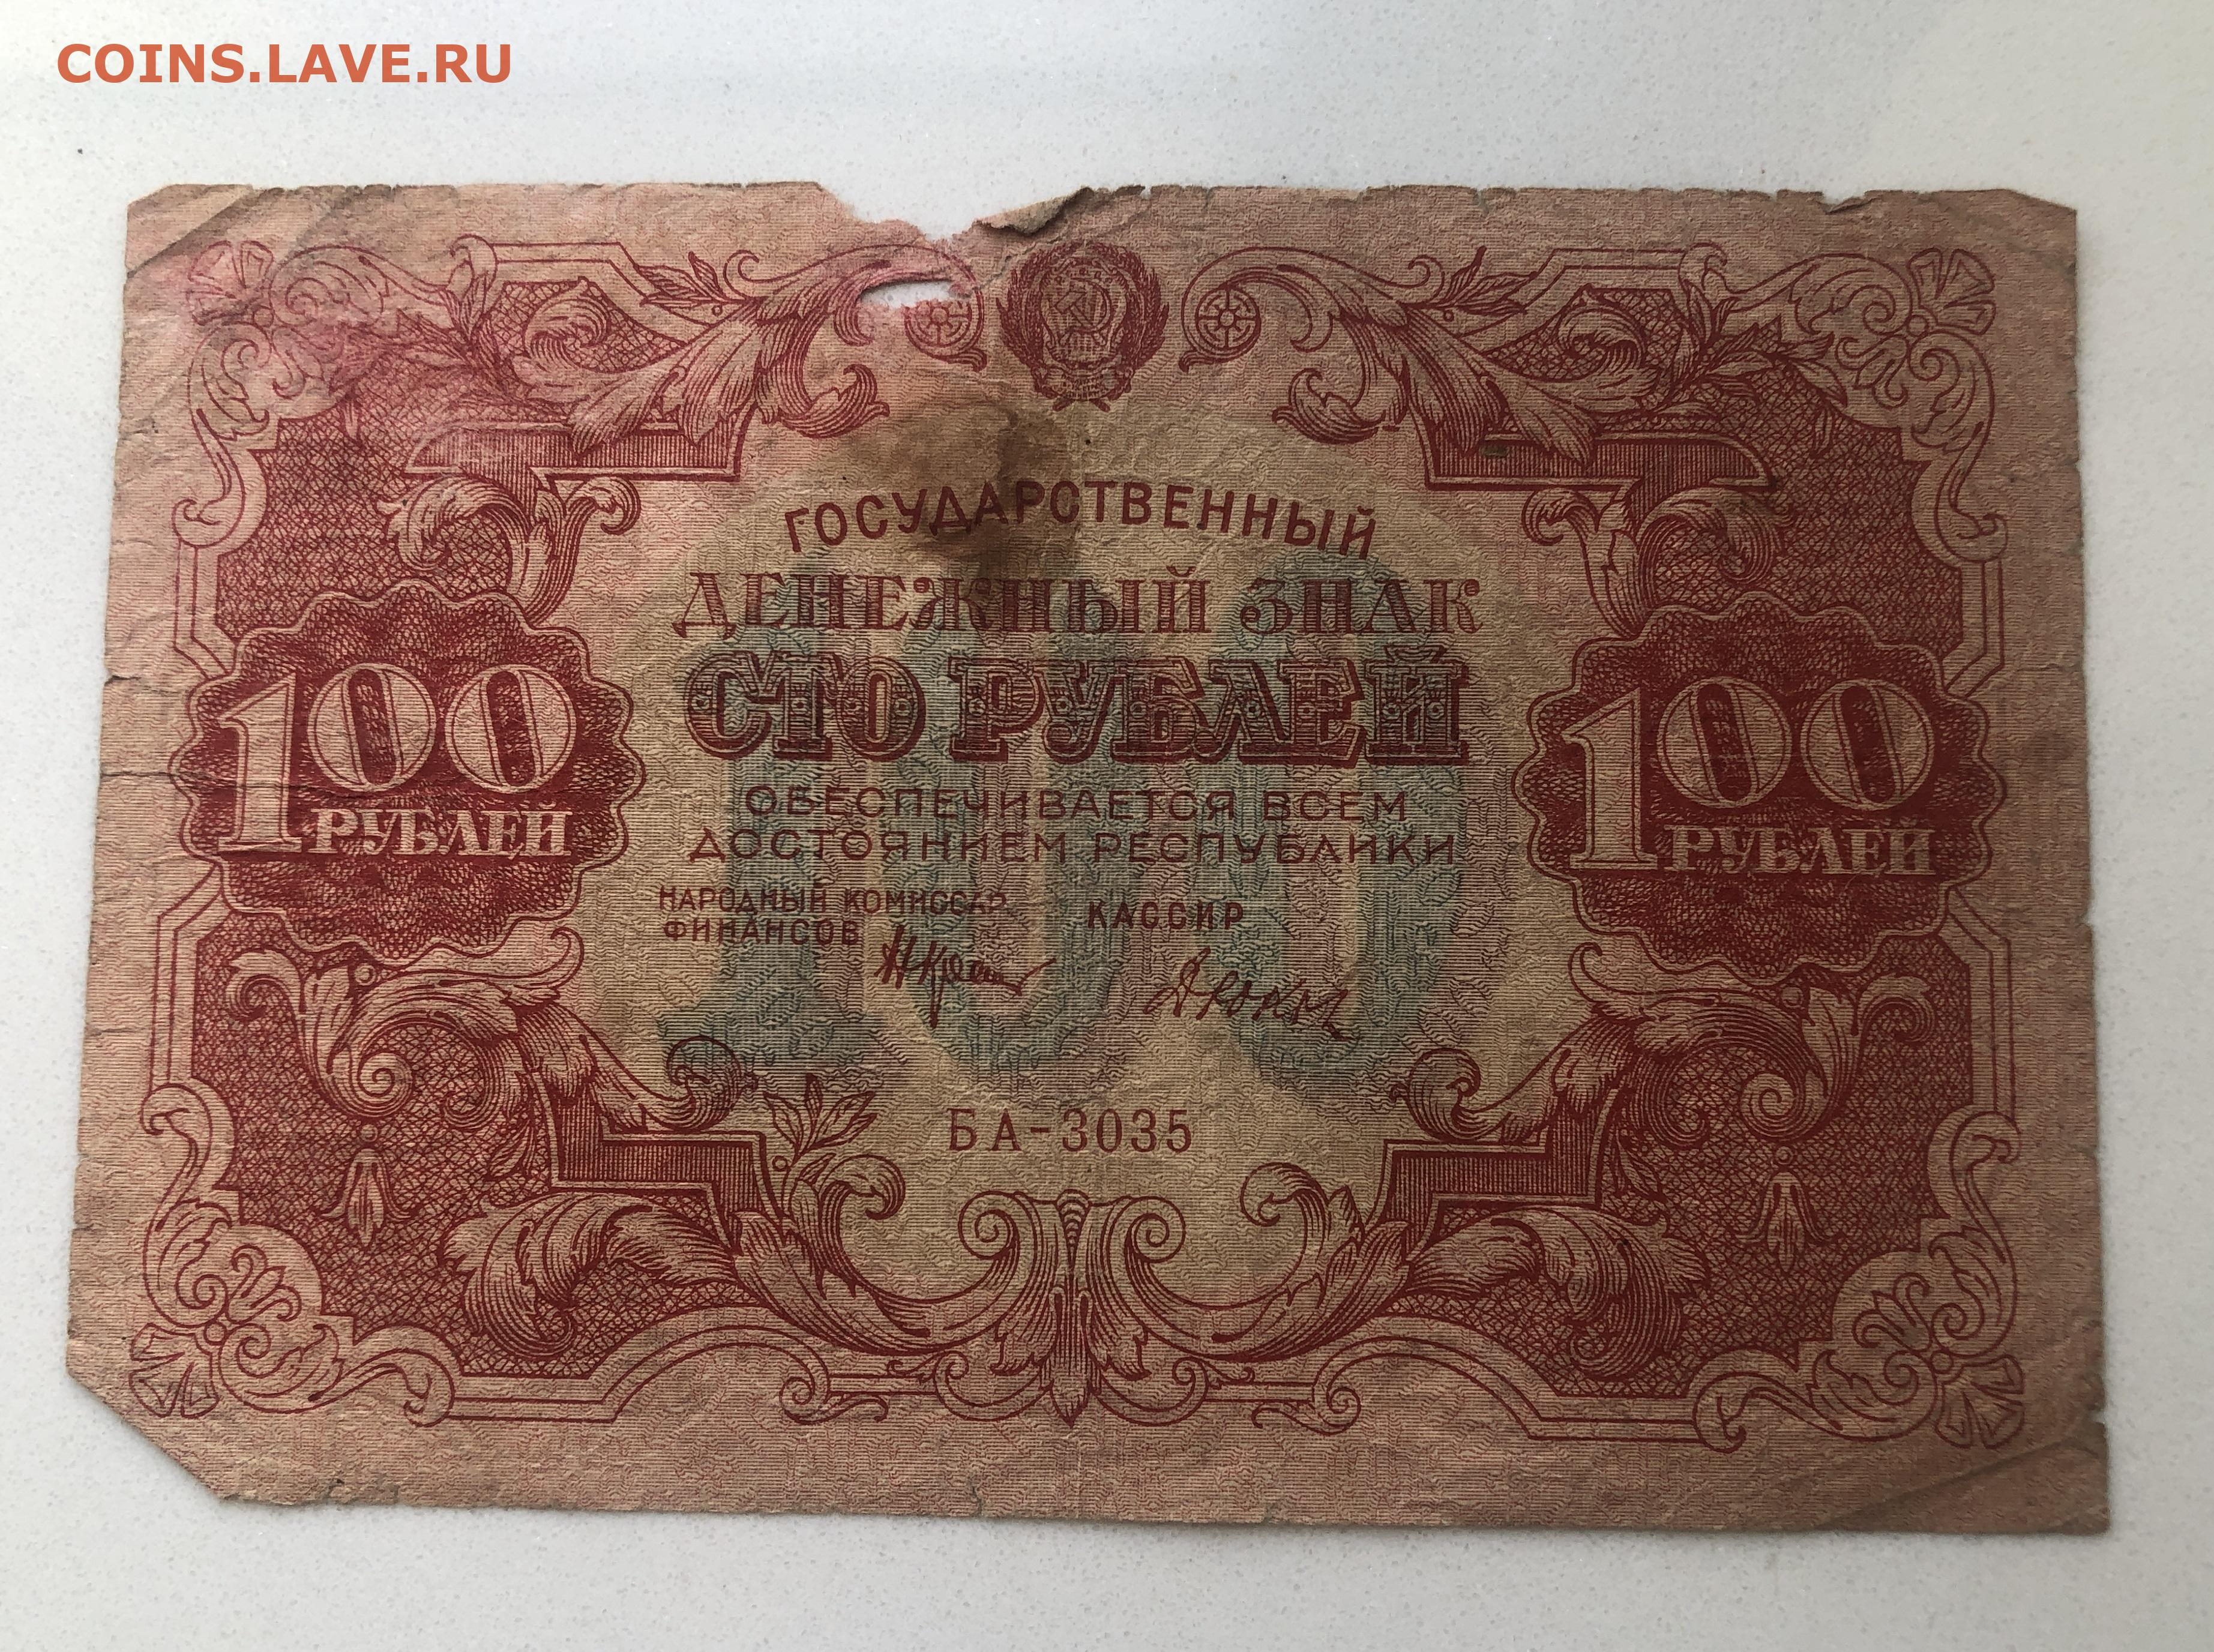 COINS.LAVE.RU
ГОСУДАРСТВЕННЫЙ
ДЕНЕЖНЫЙ ЗНАК
СТО РУБЛЕЙ
100
РУБЛЕЙ
100
РУБЛЕЙ
ОБЕСПЕЧИВАЕТСЯ ВСЕМ
ДОСТОЯНИЕМ РЕСПУБЛИКИ
НАРОДНЫЙ КОМИССАР
ФИНАНСОВ
КАССИР
100
БА-3035